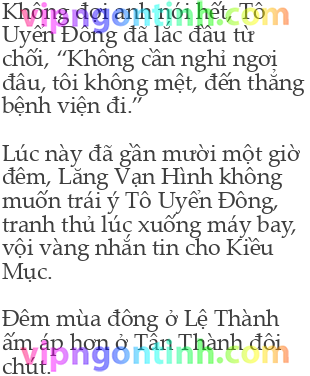 Không đợi anh nói hết, Tô
Uyển Đông đã lắc đầu từ
chối, “Không cần nghỉ ngơi
đâu, tôi không mệt, đến thẳng
bệnh viện đi.”
Lúc này đã gần mười một giờ
đêm, Lăng Vạn Hình không
muốn trái ý Tô Uyển Đông,
tranh thủ lúc xuống máy bay,
vội vàng nhắn tin cho Kiều
Mục.
Đêm mùa đông ở Lệ Thành
ấm áp hơn ở Tân Thành đôi
chút.
vipngontinh.com
vipngontinh.com